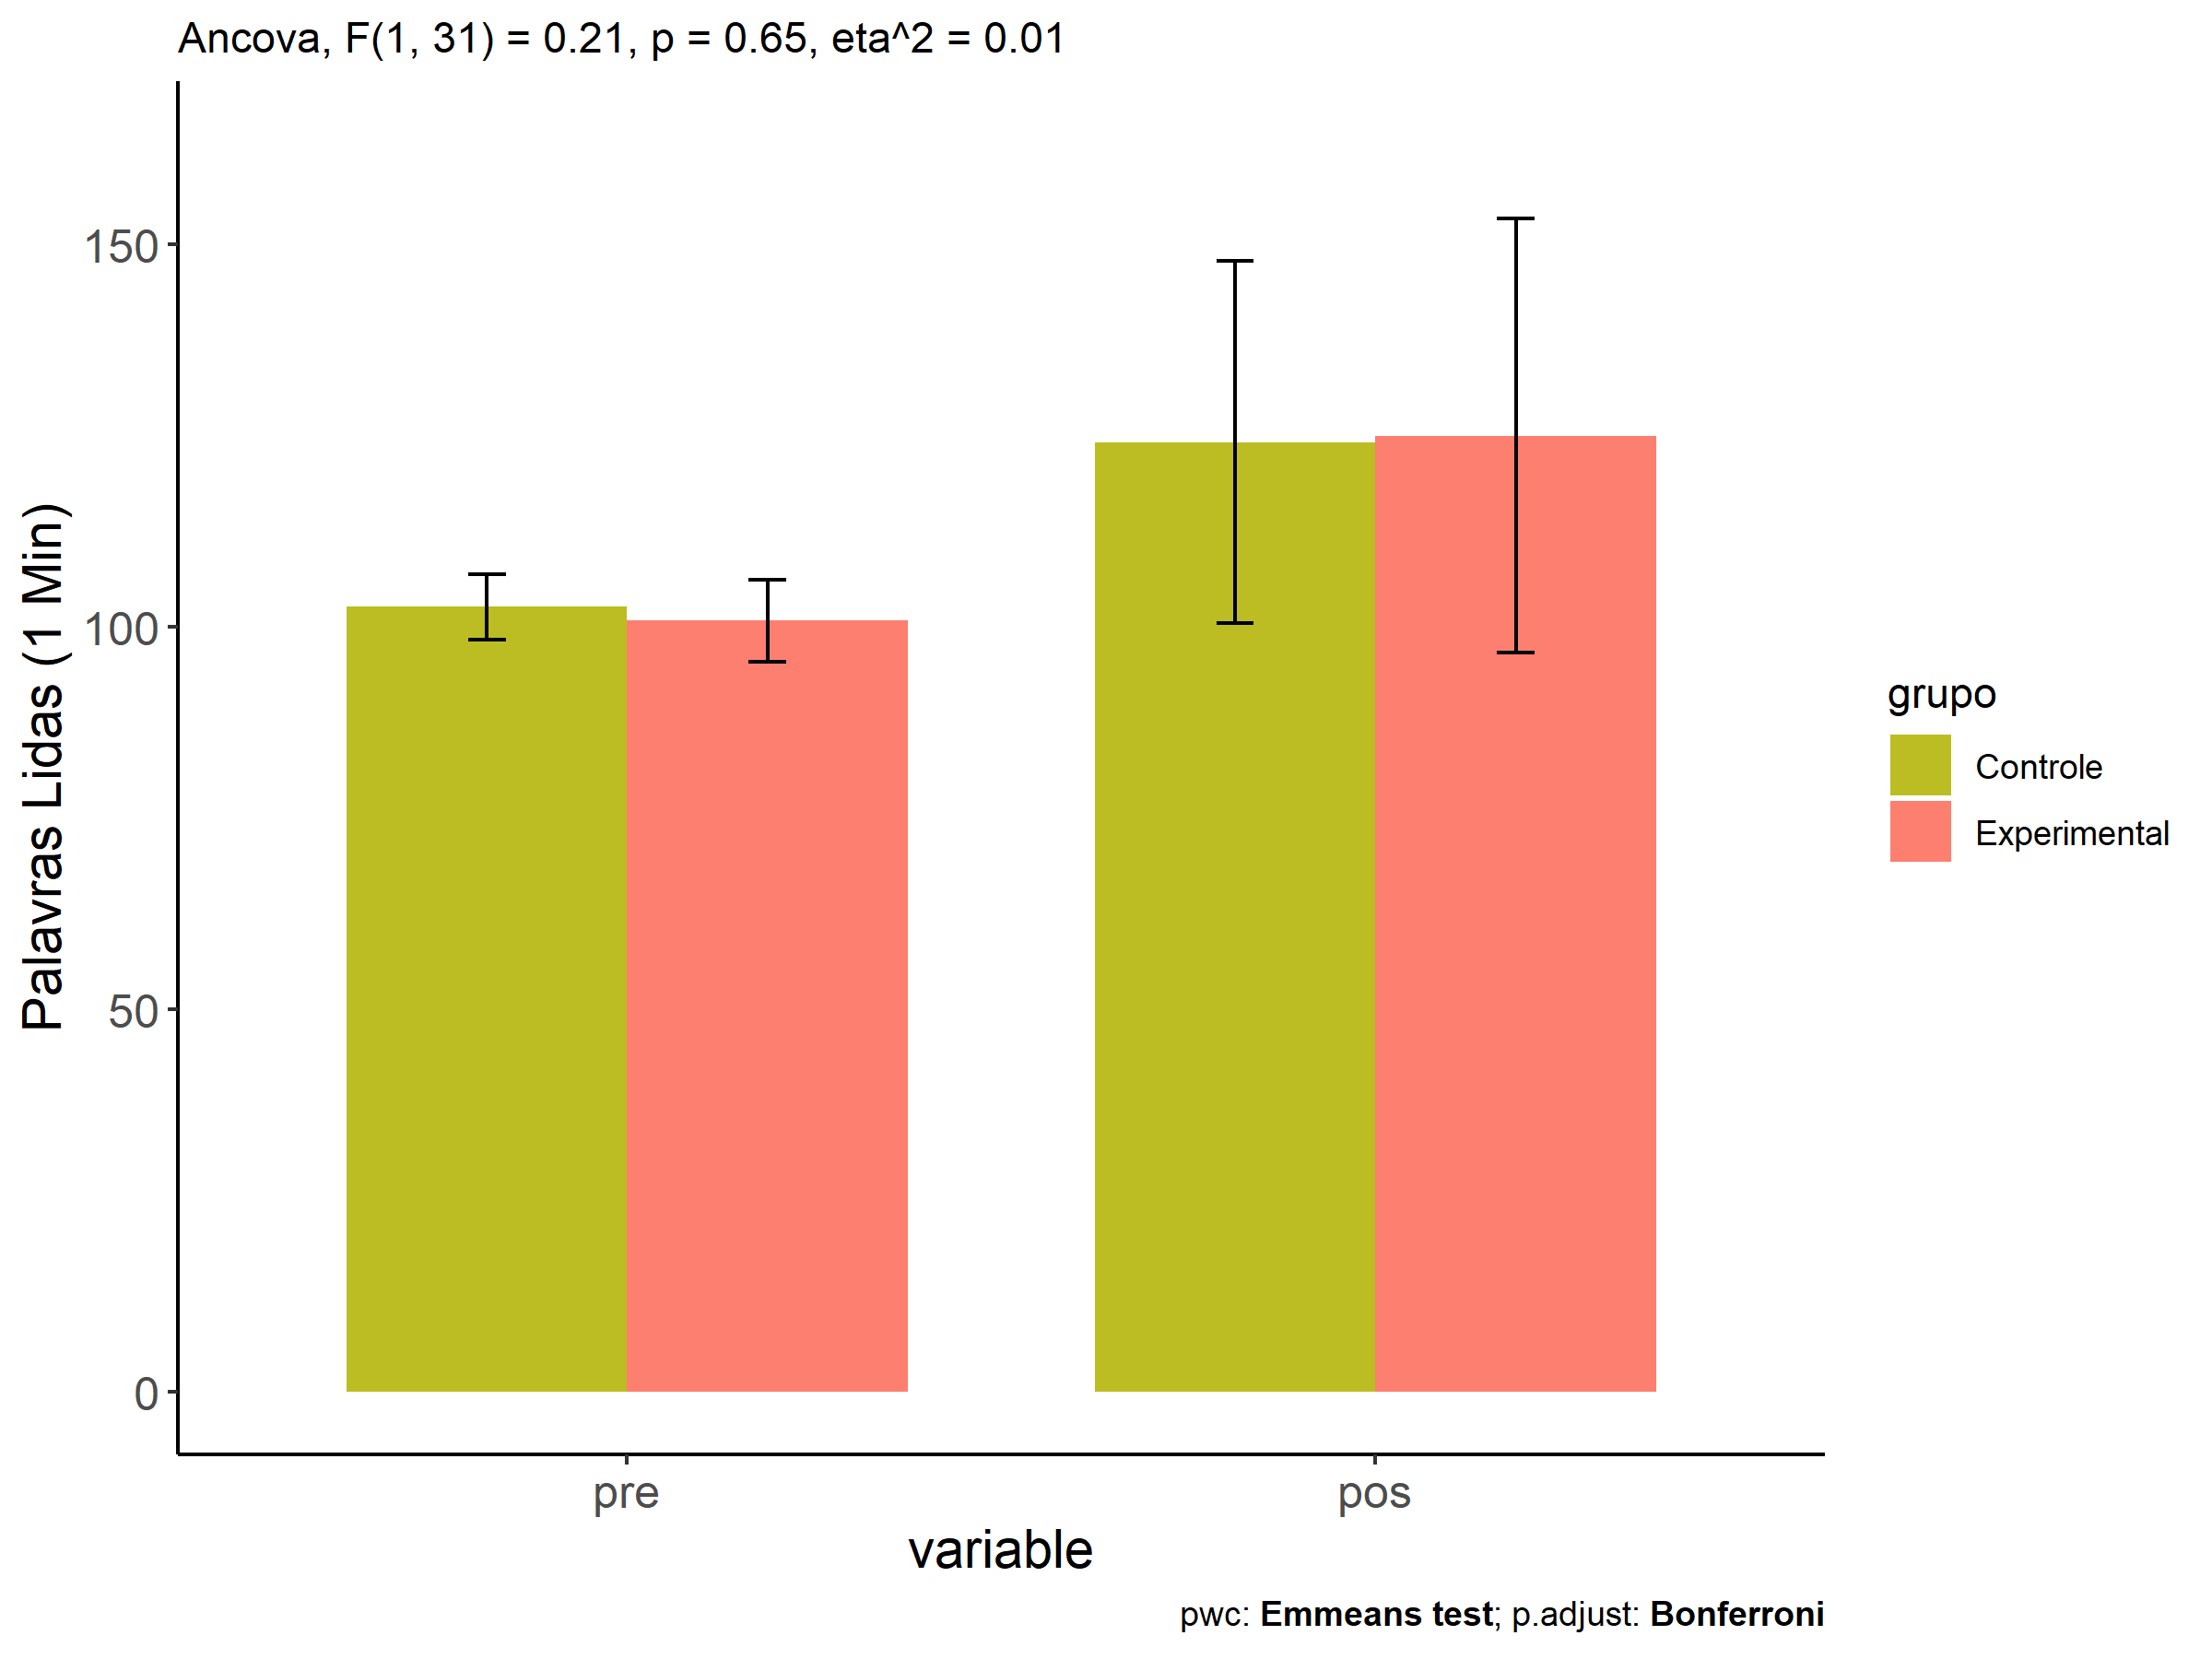 Ancova, F(1, 31) = 0.21, p = 0.65, eta^2 = 0.01
Palavras Lidas (1 Min)
150
100
50
0
pre
pos
variable
grupo
Controle
Experimental
pwc: Emmeans test; p.adjust: Bonferroni